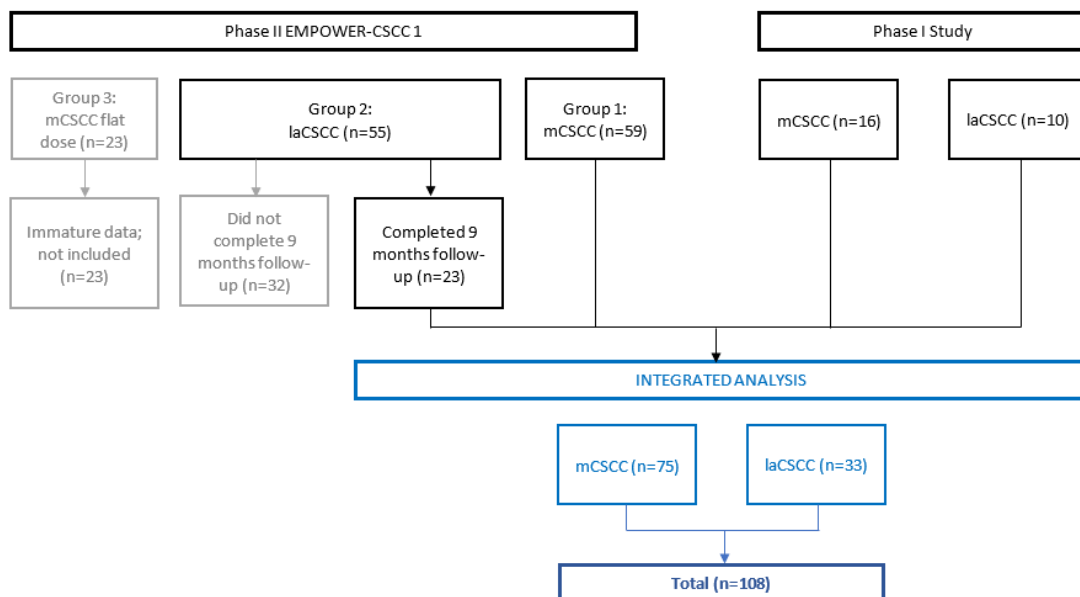 Phase II EMPOWER-CSCC 1
Phase I Study
Group 3:
mCSCC flat
dose (n=23)
Group 2:
laCSCC (n=55)
Group 1:
mCSCC (n=59)
mCSCC (n=16)
laCSCC (n=10)
Immature data;
not included
(n=23)
Did not
complete 9
months follow-
up (n=32)
Completed 9
months follow-
up (n=23)
INTEGRATED ANALYSIS
mCSCC (n=75)
laCSCC (n=33)
Total (n=108)